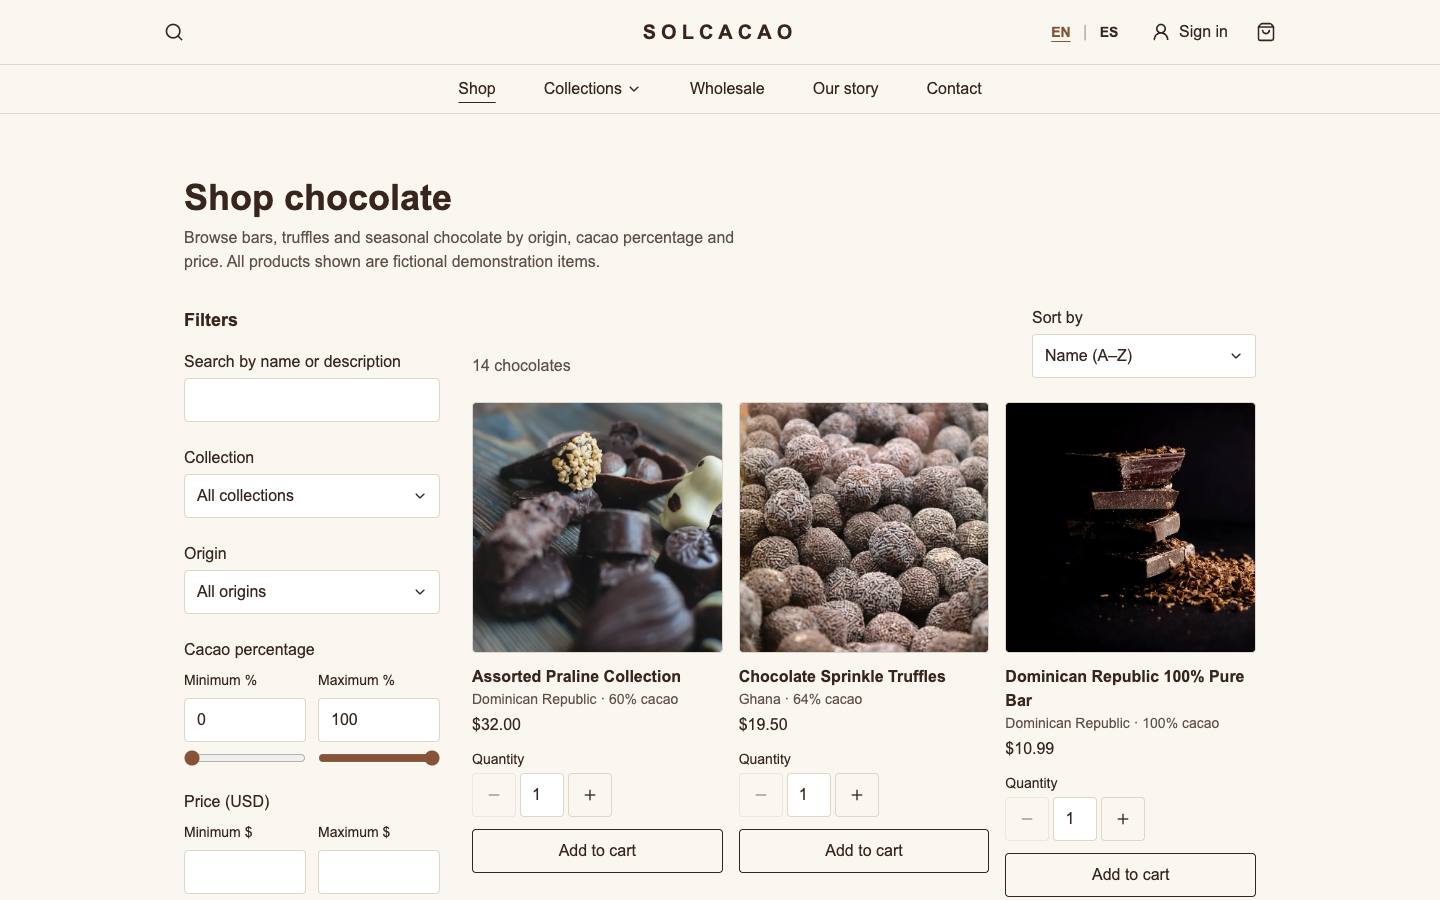 SOLCACAO
EN | ES
Sign in
Shop
Collections
Wholesale
Our story
Contact
Shop chocolate
Browse bars, truffles and seasonal chocolate by origin, cacao percentage and
price. All products shown are fictional demonstration items.
Filters
Search by name or description
Collection
All collections
Origin
All origins
Cacao percentage
Minimum %
Maximum %
0
100
Price (USD)
Minimum $
Maximum $
Sort by
Name (A–Z)
14 chocolates
Assorted Praline Collection
Dominican Republic · 60% cacao
$32.00
Quantity
1
Add to cart
Chocolate Sprinkle Truffles
Ghana · 64% cacao
$19.50
Quantity
1
Add to cart
Dominican Republic 100% Pure
Bar
Dominican Republic · 100% cacao
$10.99
Quantity
1
Add to cart